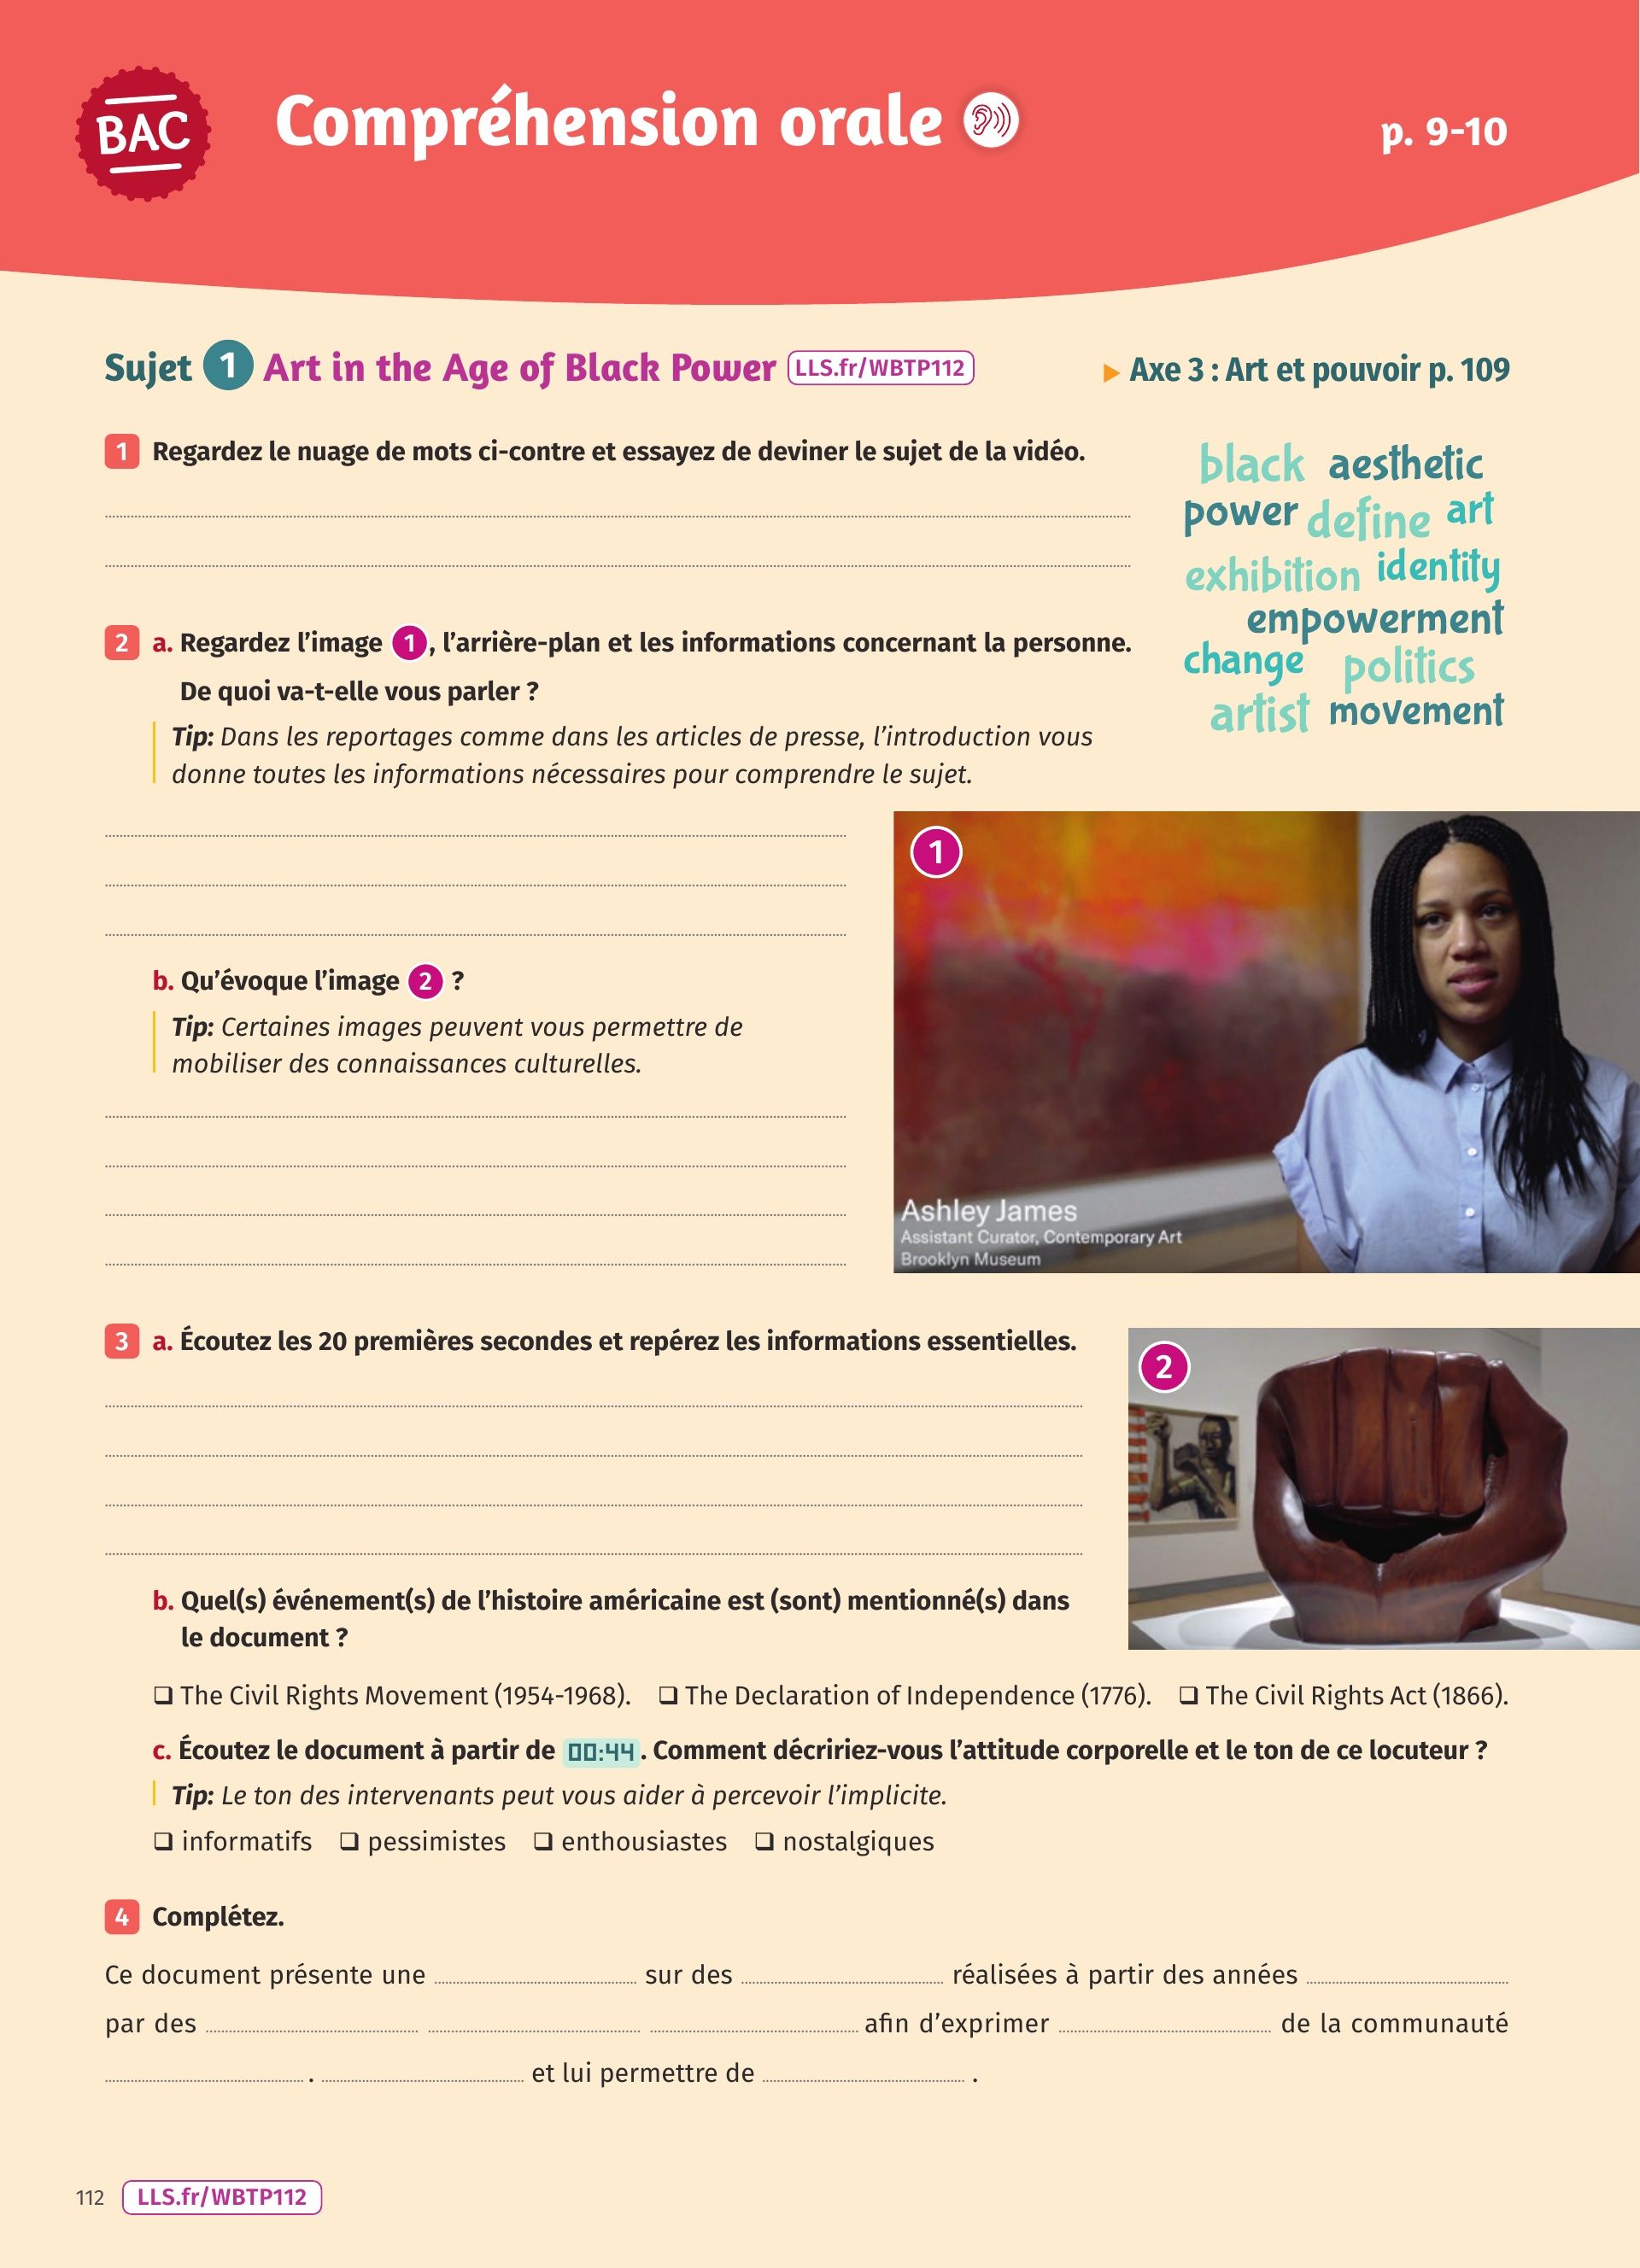 BAC
Compréhension orale
p. 9-10
Sujet 1 Art in the Age of Black Power LLS.fr/WBTP112
▶ Axe 3 : Art et pouvoir p. 109
1 Regardez le nuage de mots ci-contre et essayez de deviner le sujet de la vidéo.
black aesthetic
power define art
exhibition identity
empowerment
change politics
artist movement
2 a. Regardez l’image 1, l’arrière-plan et les informations concernant la personne.
De quoi va-t-elle vous parler ?
Tip: Dans les reportages comme dans les articles de presse, l’introduction vous
donne toutes les informations nécessaires pour comprendre le sujet.
1
Ashley James
Assistant Curator, Contemporary Art
Brooklyn Museum
b. Qu’évoque l’image 2 ?
Tip: Certaines images peuvent vous permettre de
mobiliser des connaissances culturelles.
3 a. Écoutez les 20 premières secondes et repérez les informations essentielles.
2
b. Quel(s) événement(s) de l’histoire américaine est (sont) mentionné(s) dans
le document ?
❏ The Civil Rights Movement (1954-1968). ❏ The Declaration of Independence (1776). ❏ The Civil Rights Act (1866).
c. Écoutez le document à partir de 00:44. Comment décririez-vous l’attitude corporelle et le ton de ce locuteur ?
Tip: Le ton des intervenants peut vous aider à percevoir l’implicite.
❏ informatifs ❏ pessimistes ❏ enthousiastes ❏ nostalgiques
4 Complétez.
Ce document présente une ........ sur des ........ réalisées à partir des années ........
par des ........ ........ ........ afin d’exprimer ........ de la communauté
........ . ........ et lui permettre de ........ .
112 LLS.fr/WBTP112